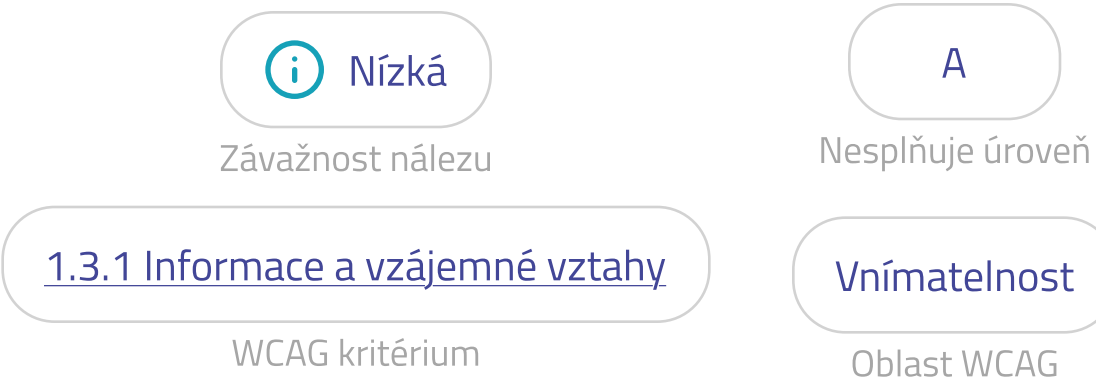 Nízká
Závažnost nálezu
A
Nesplňuje úroveň
1.3.1 Informace a vzájemné vztahy
WCAG kritérium
Vnímatelnost
Oblast WCAG